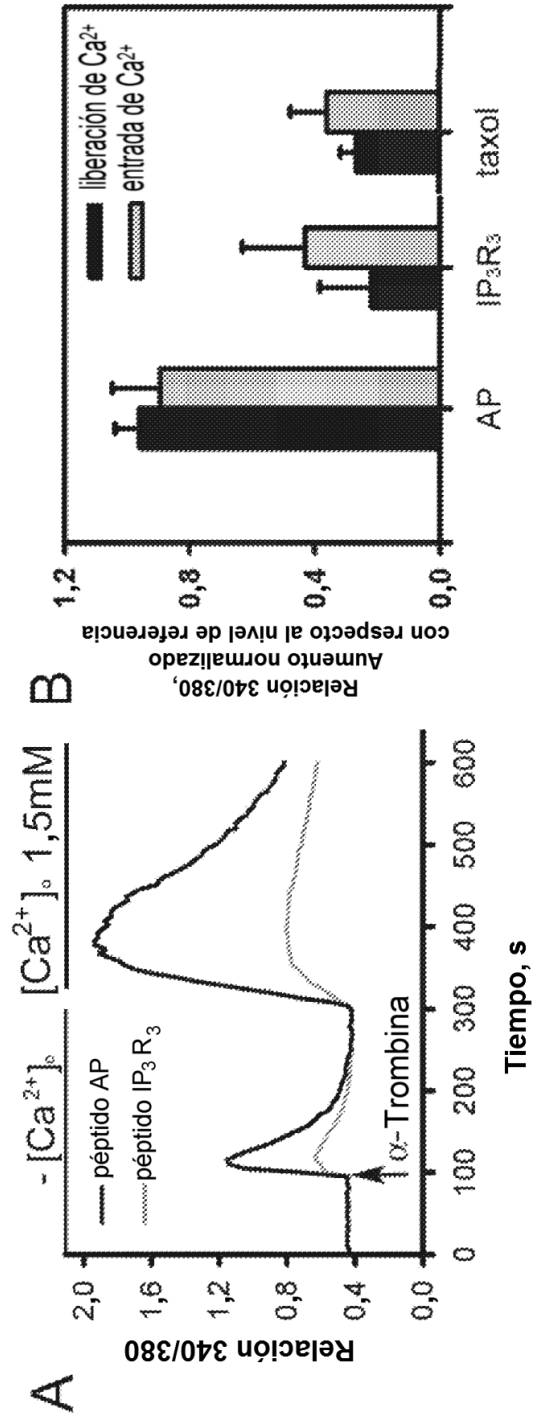 A
- [Ca²⁺]ₒ [Ca²⁺]ₒ 1,5mM
péptido AP
péptido IP₃ R₃
α-Trombina
Relación 340/380
2,0
1,6
1,2
0,8
0,4
0,0
0 100 200 300 400 500 600
Tiempo, s
B
liberación de Ca²⁺
entrada de Ca²⁺
Relación 340/380,
Aumento normalizado
con respecto al nivel de referencia
1,2
0,8
0,4
0,0
AP IP₃R₃ taxol